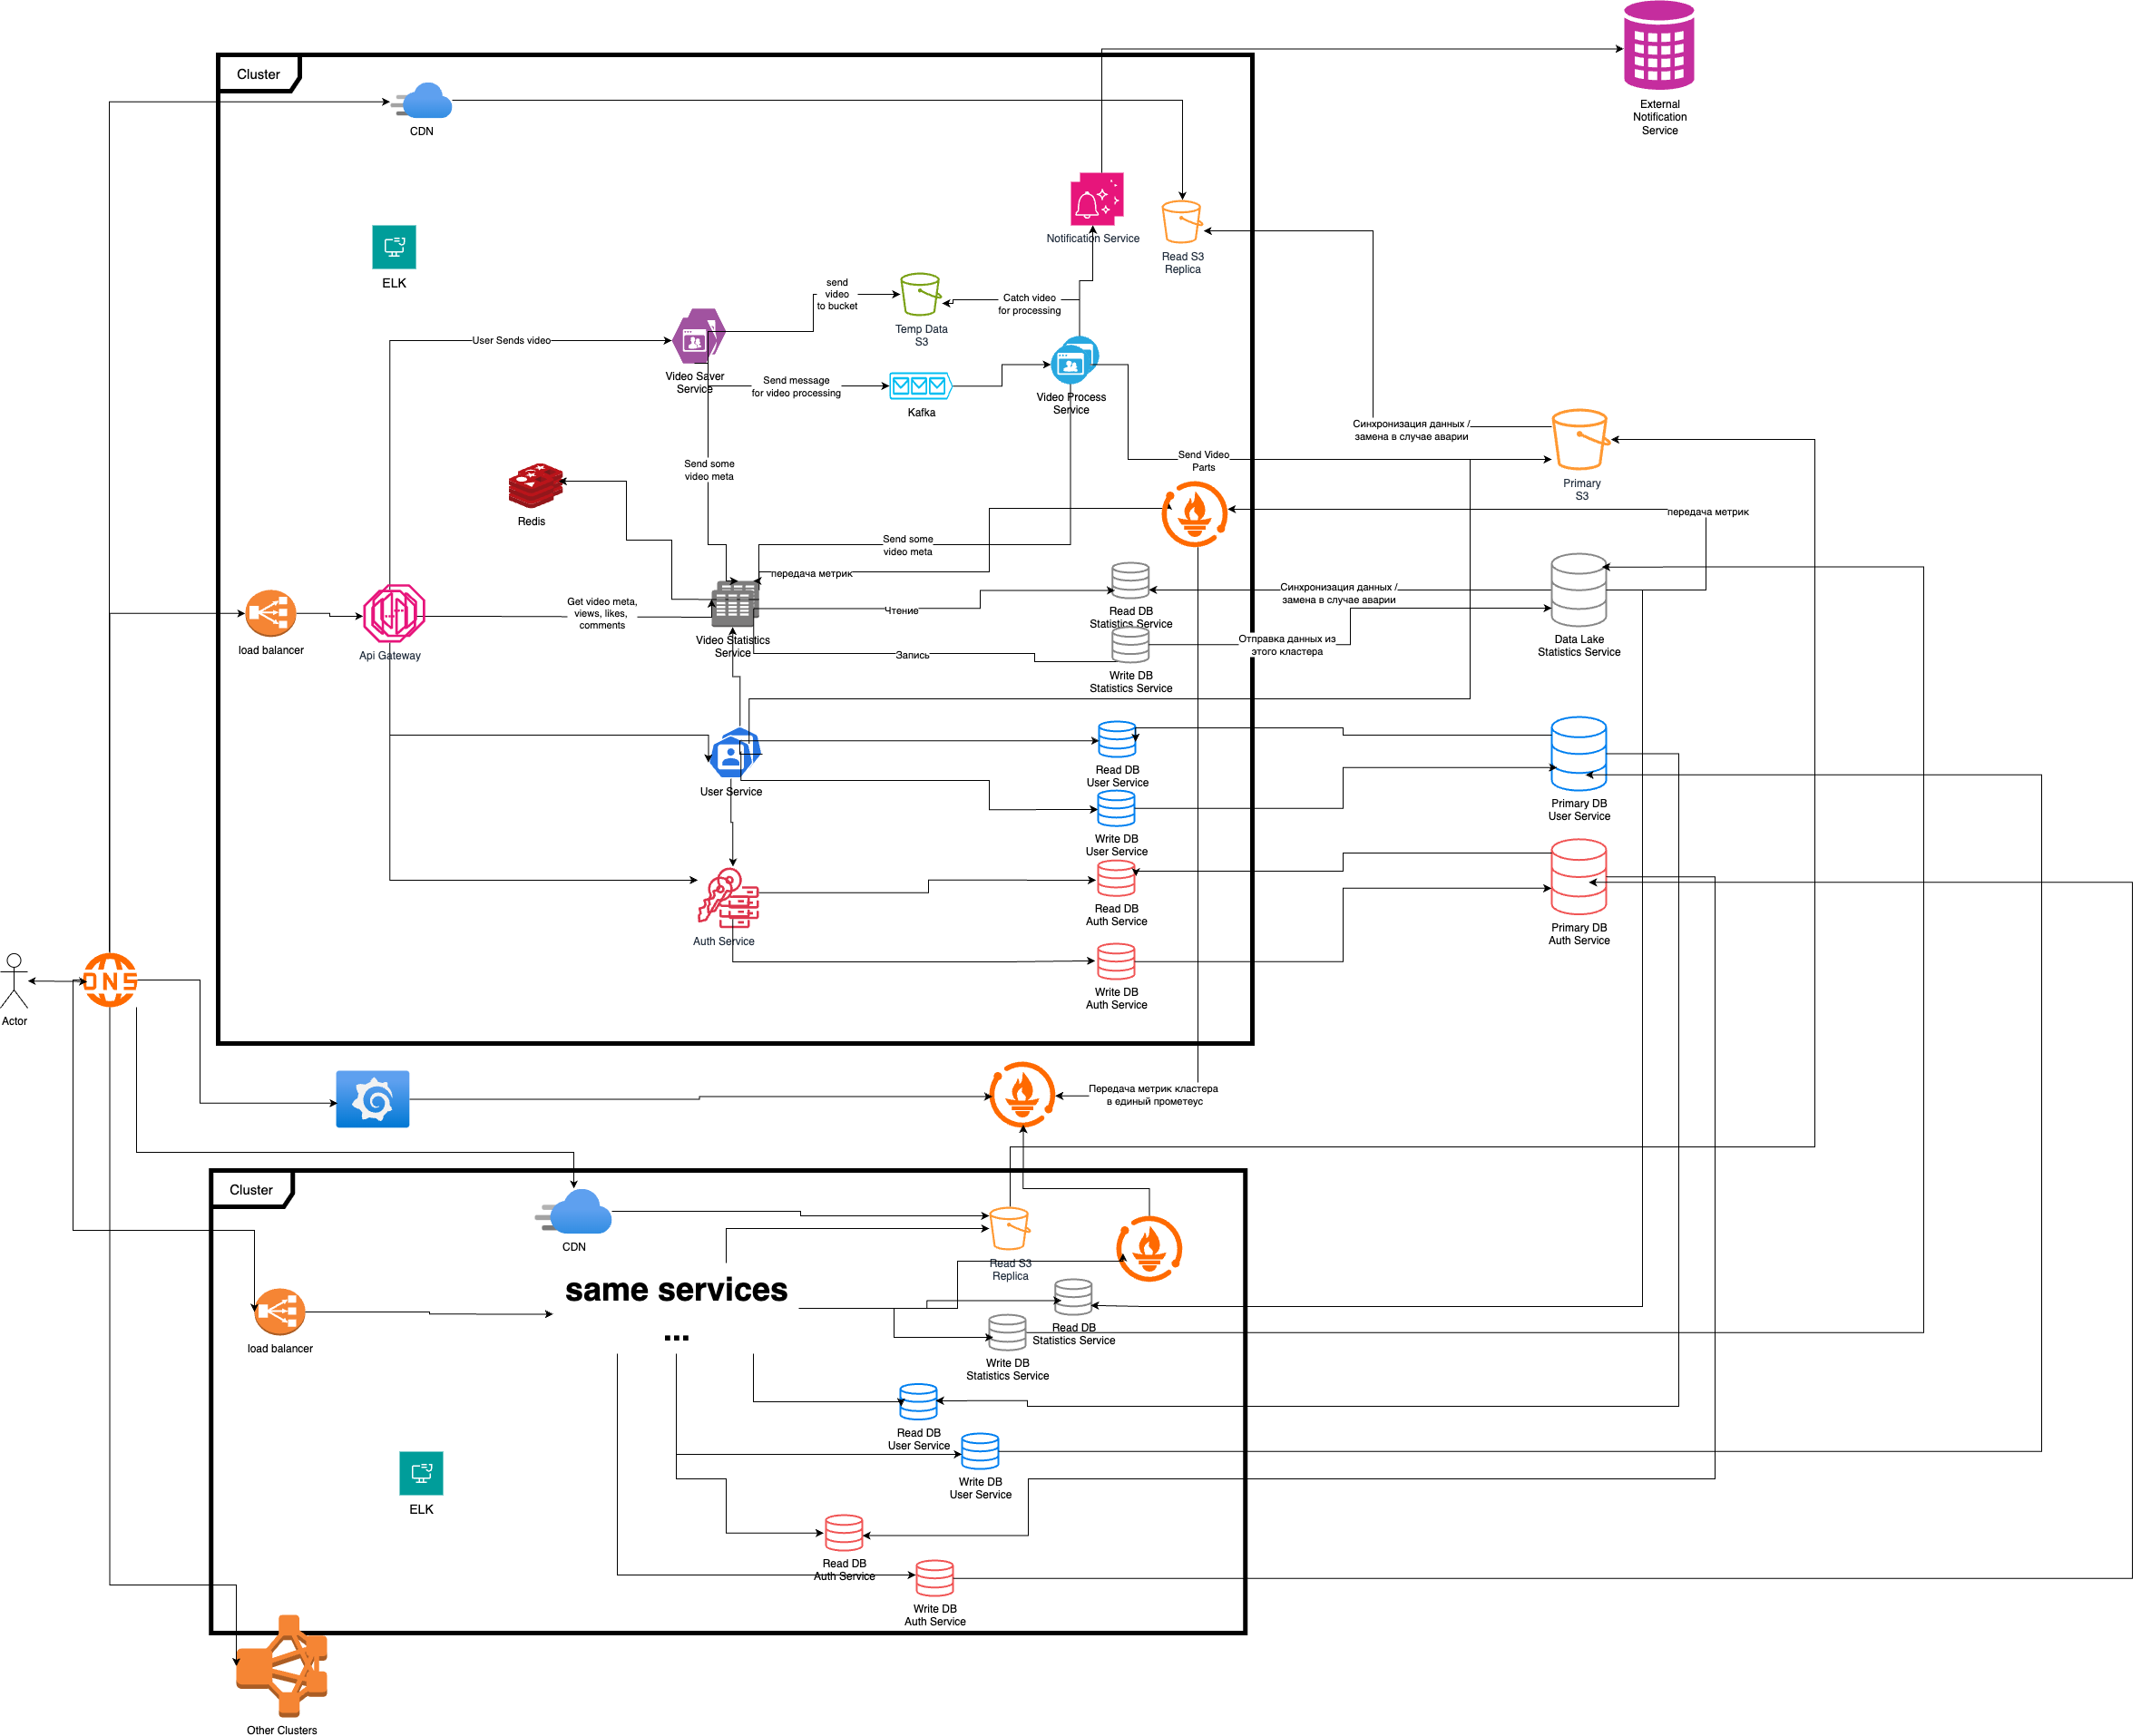 External
Notification
Service
Cluster
CDN
Notification Service
Read S3
Replica
ELK
send
video
to bucket
Catch video
for processing
Temp Data
S3
User Sends video
Video Saver
Service
Send message
for video processing
Kafka
Video Process
Service
Синхронизация данных /
замена в случае аварии
Send Video
Parts
Primary
S3
Send some
video meta
Redis
передача метрик
Send some
video meta
передача метрик
Get video meta,
views, likes,
comments
Чтение
Read DB
Statistics Service
Синхронизация данных /
замена в случае аварии
load balancer
Api Gateway
Video Statistics
Service
Запись
Write DB
Statistics Service
Отправка данных из
этого кластера
Data Lake
Statistics Service
Read DB
User Service
User Service
Primary DB
User Service
Write DB
User Service
Read DB
Auth Service
Auth Service
Primary DB
Auth Service
DNS
Write DB
Auth Service
Actor
Передача метрик кластера
в единый прометеус
Cluster
CDN
Read S3
Replica
same services
...
load balancer
Read DB
Statistics Service
Write DB
Statistics Service
Read DB
User Service
Write DB
User Service
ELK
Read DB
Auth Service
Write DB
Auth Service
Other Clusters